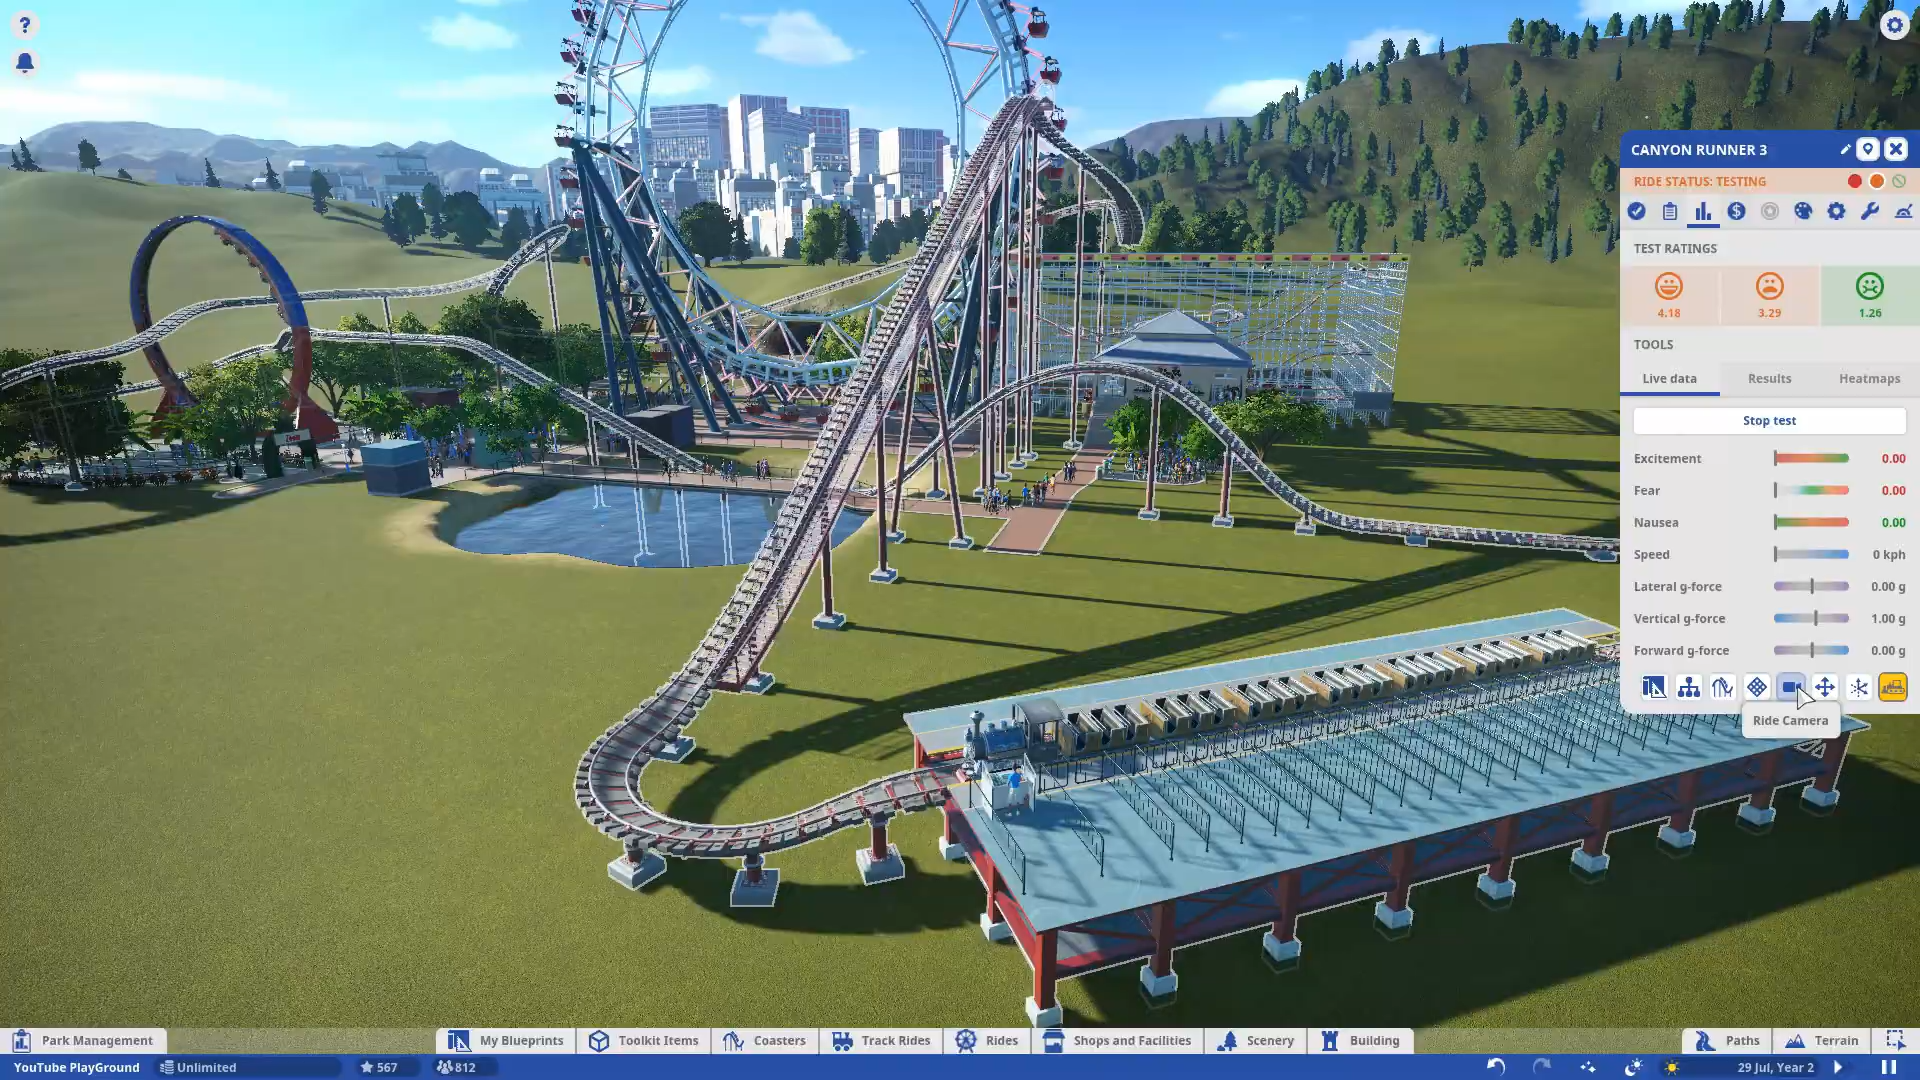 ?
CANYON RUNNER 3
RIDE STATUS: TESTING
TEST RATINGS
4.18 3.29 1.26
TOOLS
Live data Results Heatmaps
Stop test
Excitement 0.00
Fear 0.00
Nausea 0.00
Speed 0 kph
Lateral g-force 0.00 g
Vertical g-force 1.00 g
Forward g-force 0.00 g
Ride Camera
Park Management My Blueprints Toolkit Items Coasters Track Rides Rides Shops and Facilities Scenery Building Paths Terrain
YouTube PlayGround Unlimited 567 812 29 Jul, Year 2